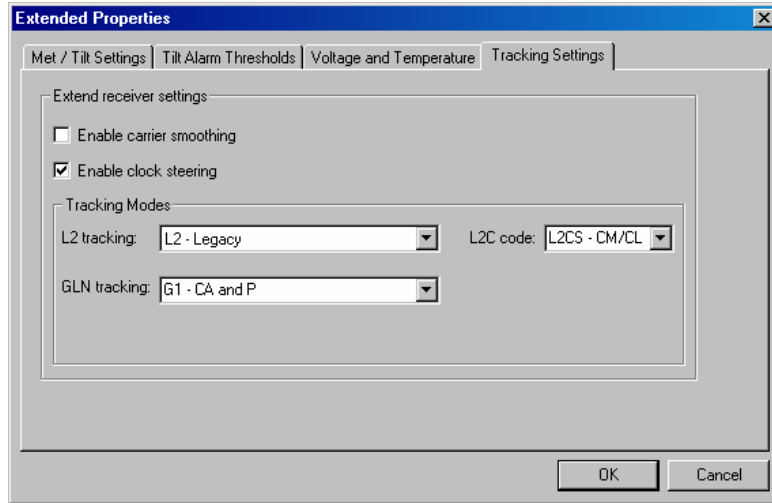 Extended Properties
Met / Tilt Settings Tilt Alarm Thresholds Voltage and Temperature Tracking Settings
Extend receiver settings
Enable carrier smoothing
Enable clock steering
Tracking Modes
L2 tracking: L2 - Legacy L2C code: L2CS - CM/CL
GLN tracking: G1 - CA and P
OK Cancel